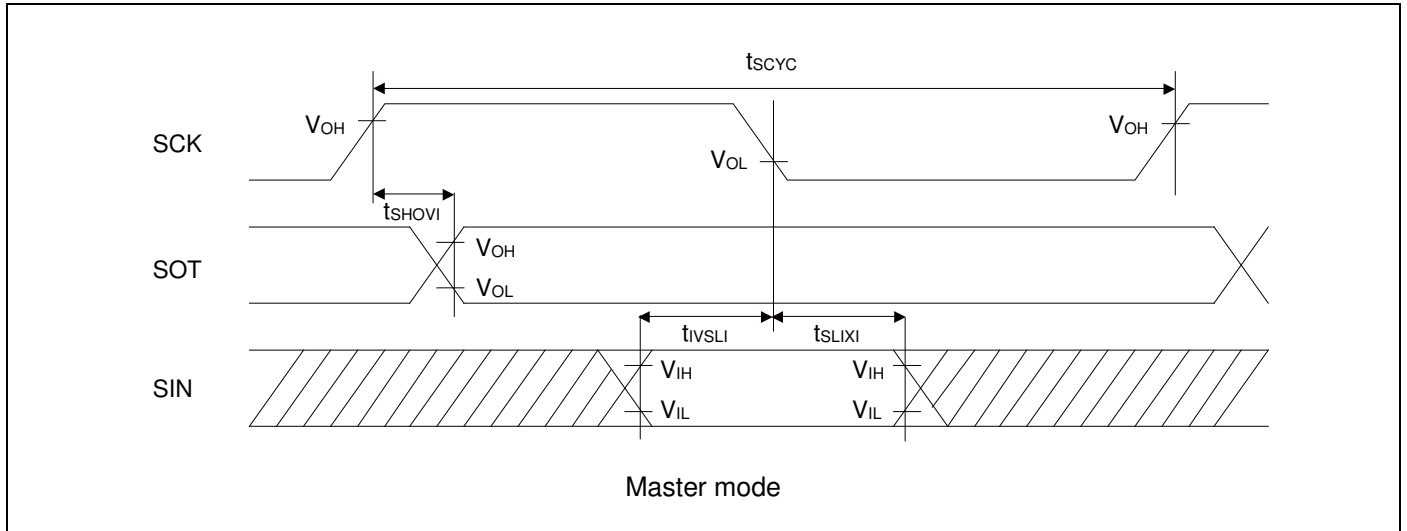 tSCYC
SCK
VOH
VOL
VOH
tSHOVI
SOT
VOH
VOL
tIVSLI
tSLIXI
SIN
VIH
VIL
VIH
VIL
Master mode